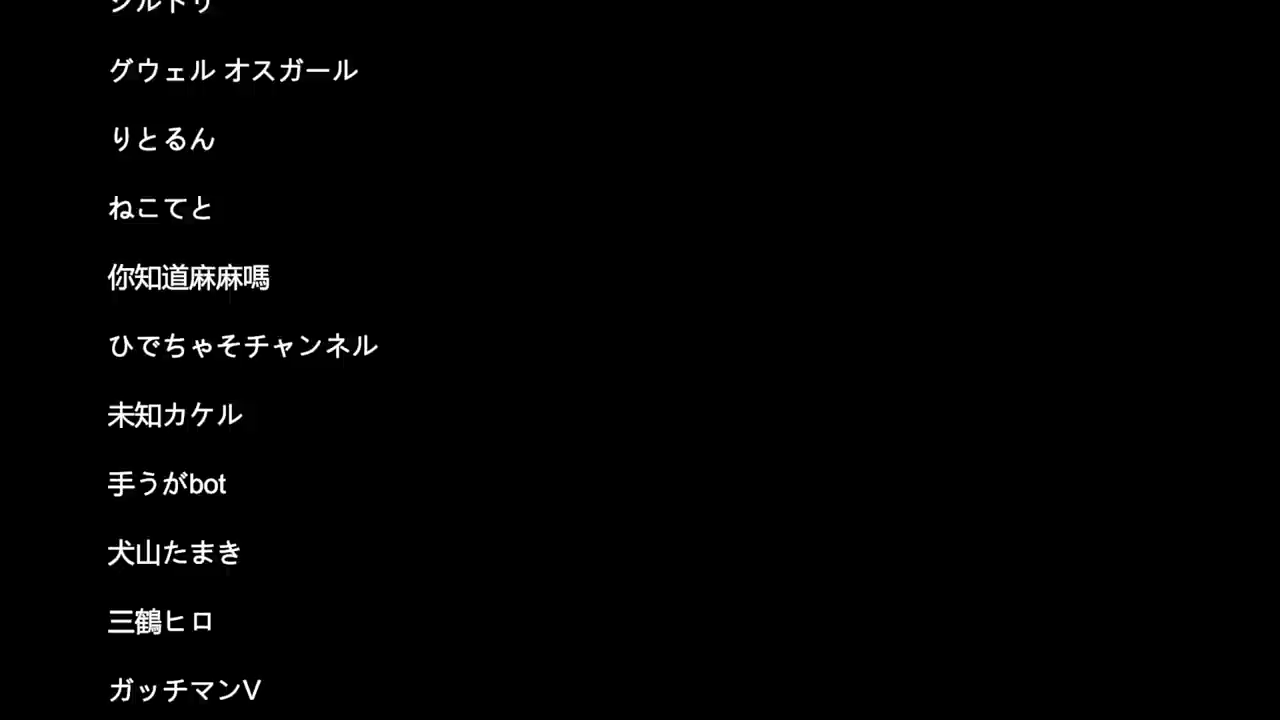 グウェル オスガール
りとるん
ねこてと
你知道麻麻嗎
ひでちゃそチャンネル
未知カケル
手うがbot
犬山たまき
三鶴ヒロ
ガッチマンV